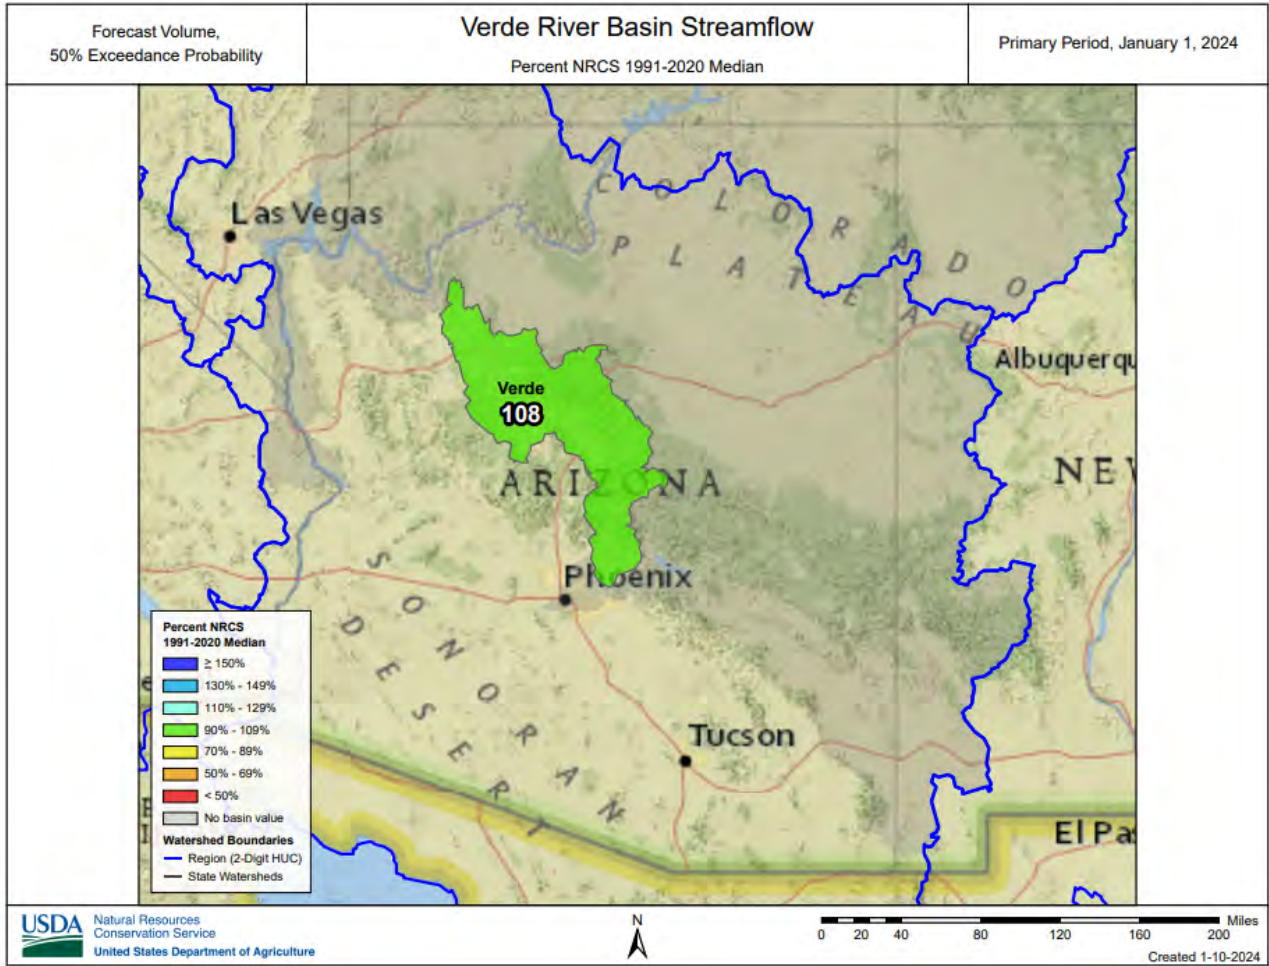 Forecast Volume,
50% Exceedance Probability
Verde River Basin Streamflow
Percent NRCS 1991-2020 Median
Primary Period, January 1, 2024
Las Vegas
COLORADO
PLATEAU
Albuquerqu
Verde
108
ARIZONA
NEW
Phoenix
SONORAN
DESERT
Tucson
El Pas
Percent NRCS
1991-2020 Median
≥ 150%
130% - 149%
110% - 129%
90% - 109%
70% - 89%
50% - 69%
< 50%
No basin value
Watershed Boundaries
Region (2-Digit HUC)
State Watersheds
USDA
Natural Resources
Conservation Service
United States Department of Agriculture
N
0 20 40 80 120 160 200 Miles
Created 1-10-2024